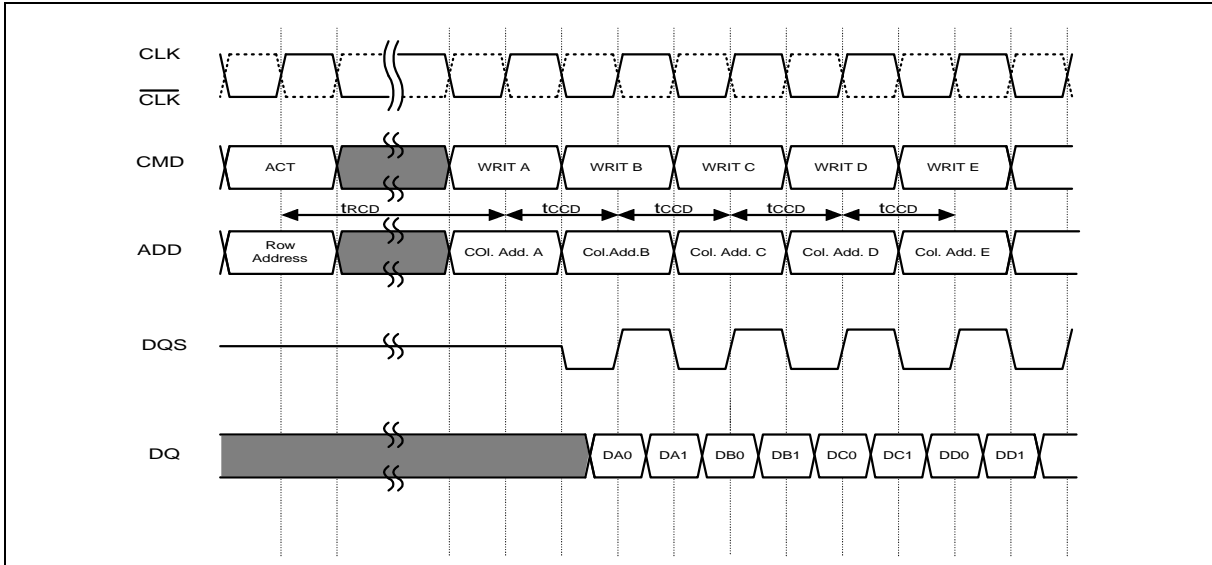 CLK
CLK
CMD
ACT
WRIT A
WRIT B
WRIT C
WRIT D
WRIT E
tRCD
tCCD
tCCD
tCCD
tCCD
ADD
Row
Address
COl. Add. A
Col.Add.B
Col. Add. C
Col. Add. D
Col. Add. E
DQS
DQ
DA0
DA1
DB0
DB1
DC0
DC1
DD0
DD1